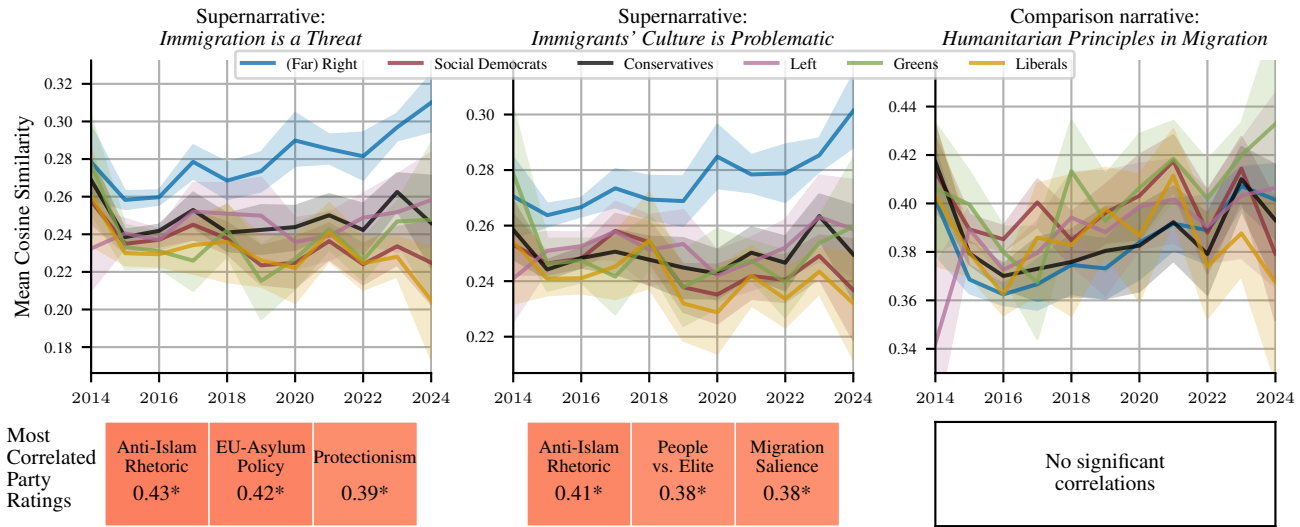 Supernarrative:
Immigration is a Threat
Supernarrative:
Immigrants' Culture is Problematic
Comparison narrative:
Humanitarian Principles in Migration
(Far) Right Social Democrats Conservatives Left Greens Liberals
Mean Cosine Similarity
0.32
0.30
0.28
0.26
0.24
0.22
0.20
0.18
2014 2016 2018 2020 2022 2024
0.30
0.28
0.26
0.24
0.22
2014 2016 2018 2020 2022 2024
0.44
0.42
0.40
0.38
0.36
0.34
2014 2016 2018 2020 2022 2024
Most
Correlated
Party
Ratings
Anti-Islam
Rhetoric
0.43*
EU-Asylum
Policy
0.42*
Protectionism
0.39*
Anti-Islam
Rhetoric
0.41*
People
vs. Elite
0.38*
Migration
Salience
0.38*
No significant
correlations